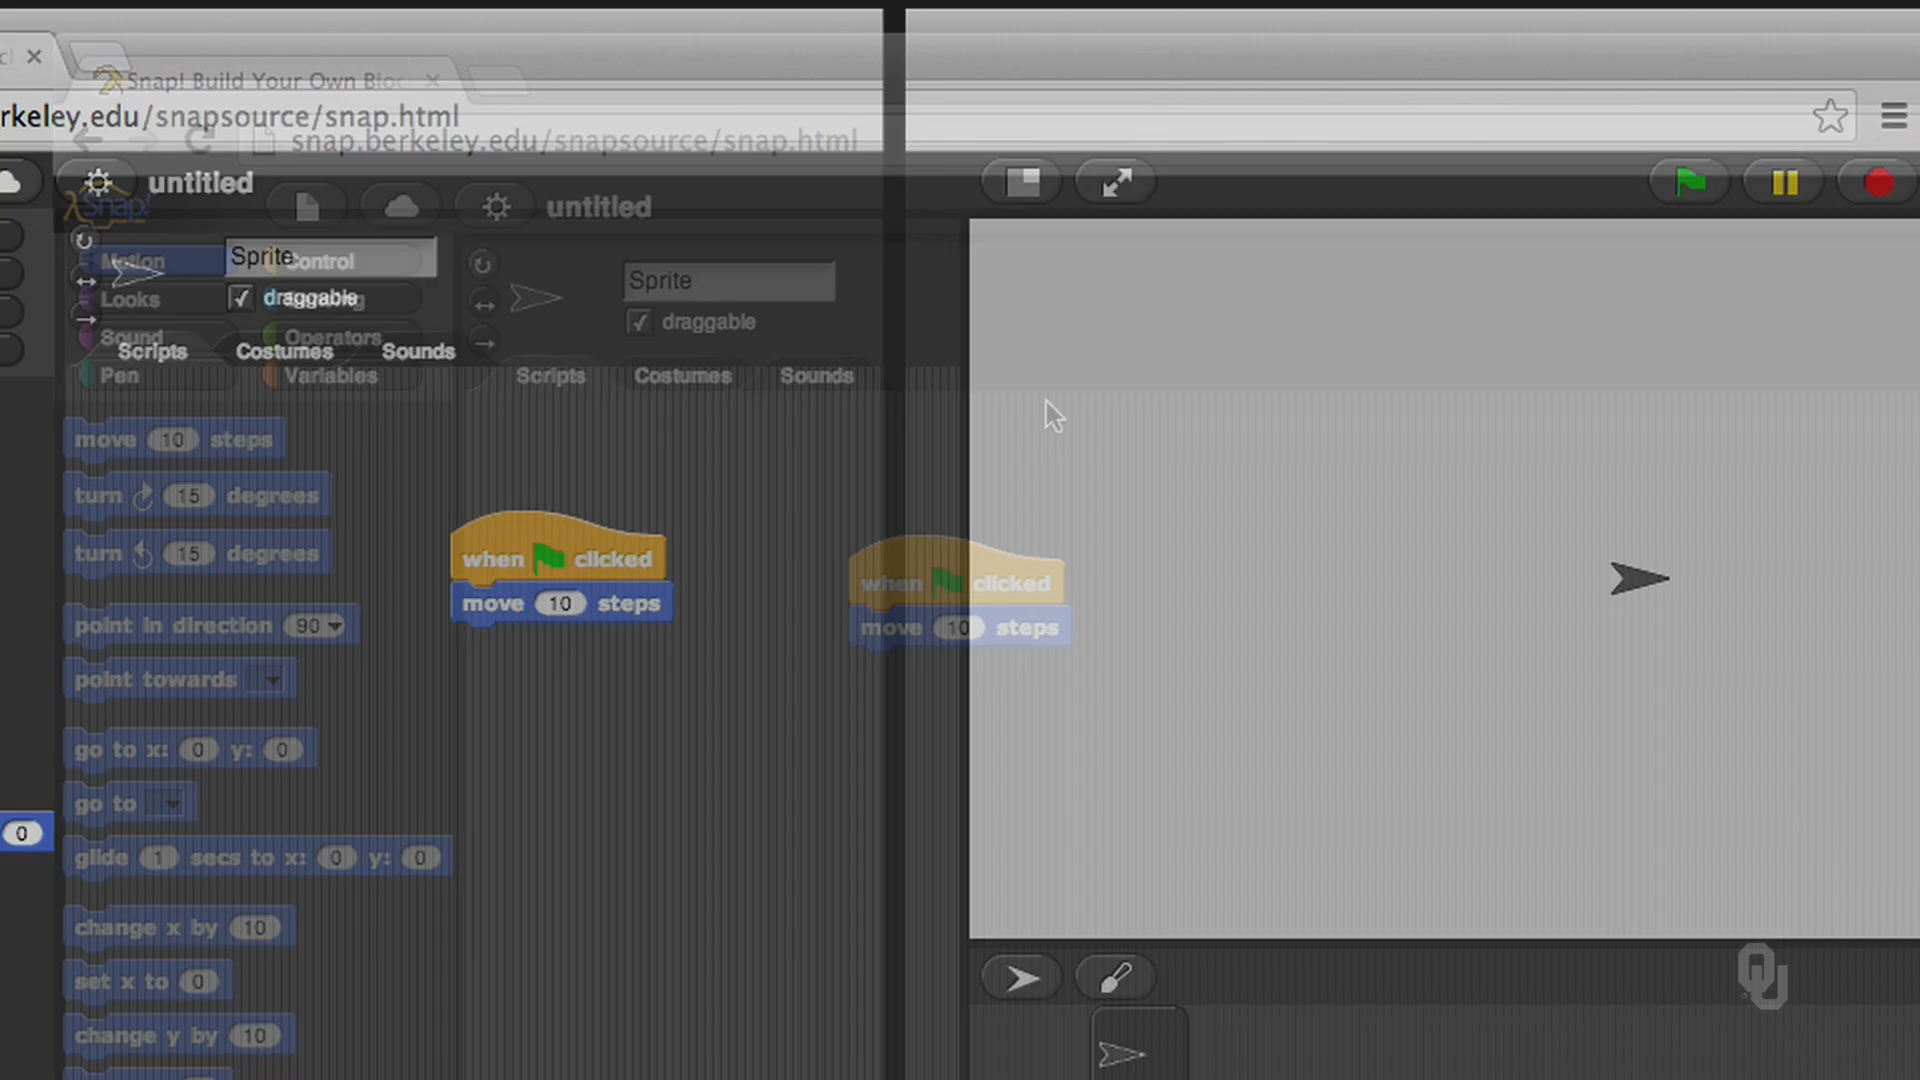 Snap! Build Your Own Bloc
rkeley.edu/snapsource/snap.html
snap.berkeley.edu/snapsource/snap.html
untitled
Snap!
untitled
Sprite
draggable
Scripts Costumes Sounds
Motion
Control
Looks
Sound
Operators
Pen
Variables
Sprite
draggable
Scripts Costumes Sounds
move 10 steps
turn 15 degrees
turn 15 degrees
point in direction 90
point towards
go to x: 0 y: 0
go to
0
glide 1 secs to x: 0 y: 0
change x by 10
set x to 0
change y by 10
when clicked
move 10 steps
when clicked
move 10 steps
OU